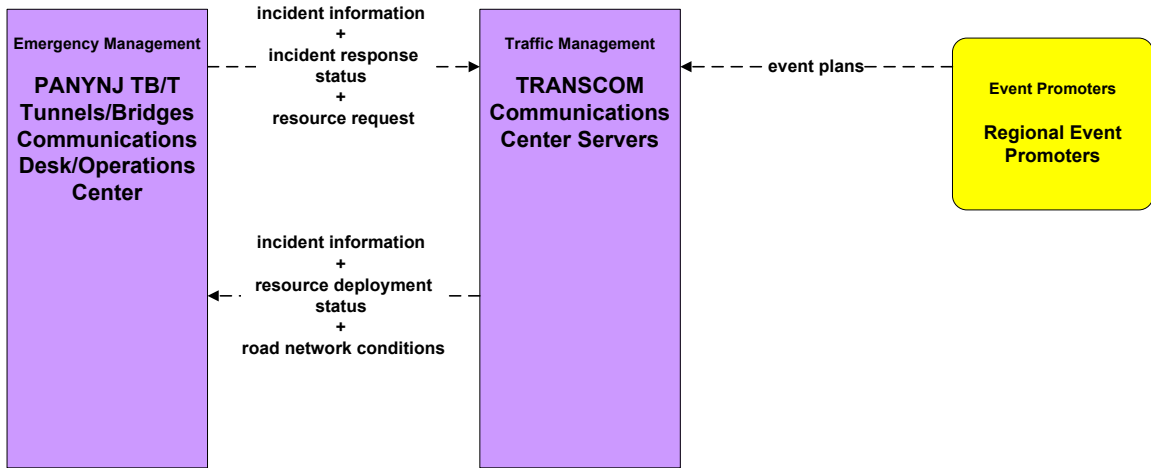 Emergency Management
PANYNJ TB/T
Tunnels/Bridges
Communications
Desk/Operations
Center
incident information
+
incident response
status
+
resource request
incident information
+
resource deployment
status
+
road network conditions
Traffic Management
TRANSCOM
Communications
Center Servers
event plans
Event Promoters
Regional Event
Promoters